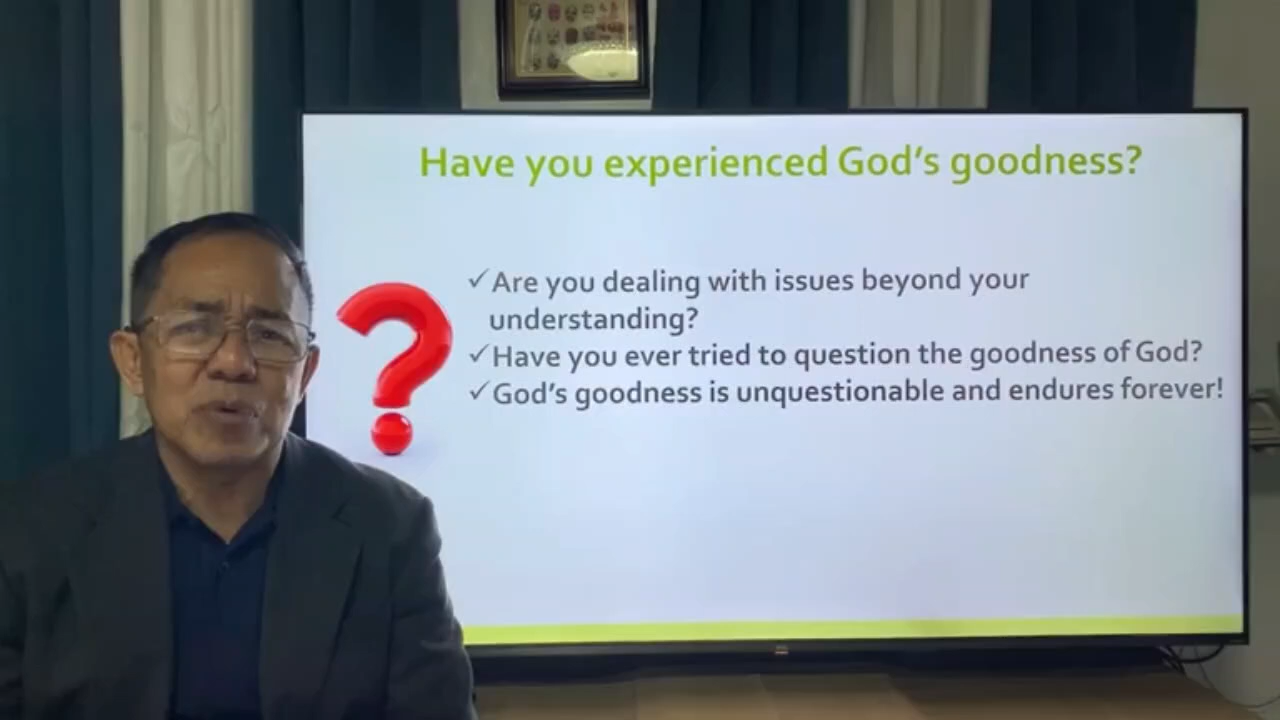 Have you experienced God's goodness?
✓Are you dealing with issues beyond your
understanding?
✓Have you ever tried to question the goodness of God?
✓God's goodness is unquestionable and endures forever!